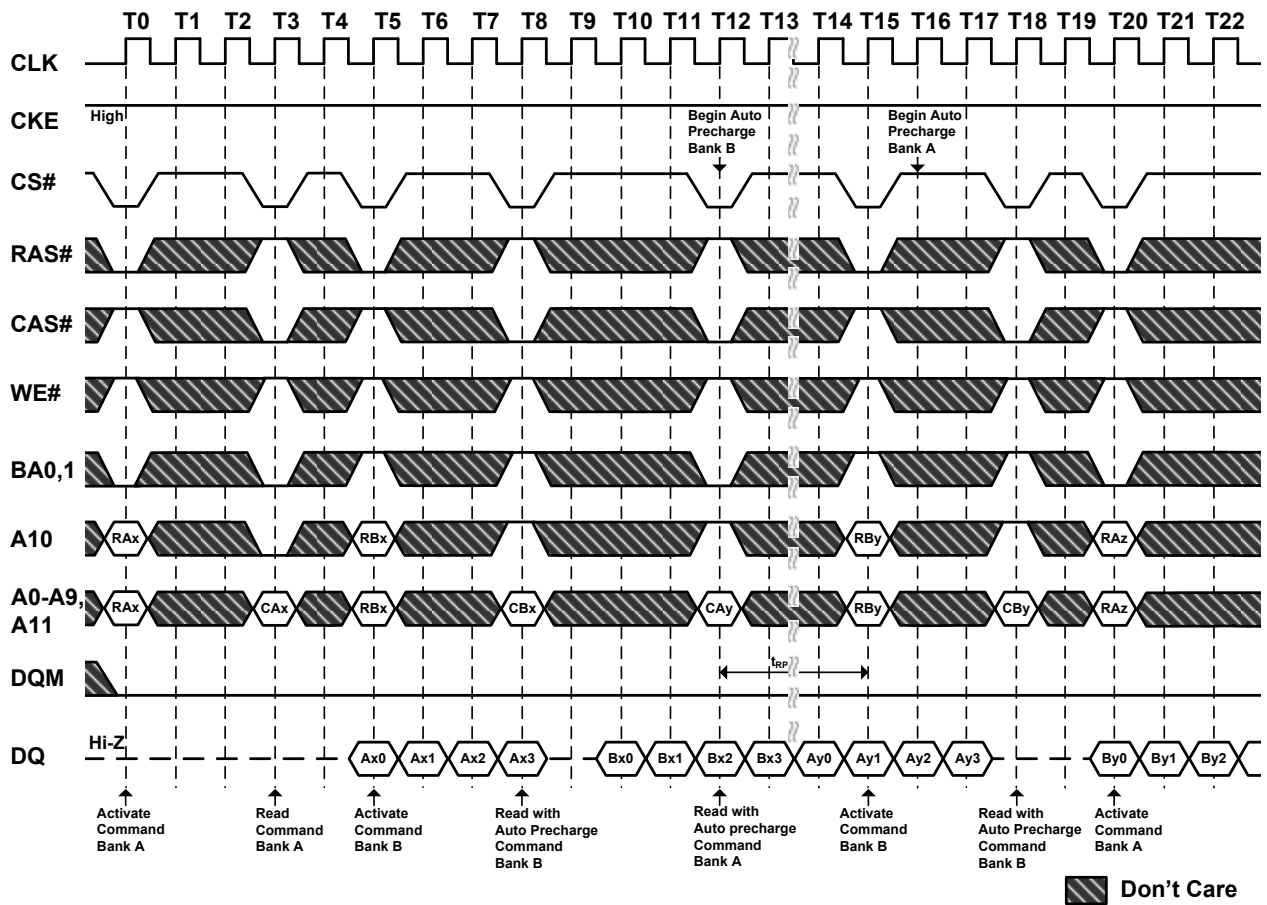 T0 T1 T2 T3 T4 T5 T6 T7 T8 T9 T10 T11 T12 T13 T14 T15 T16 T17 T18 T19 T20 T21 T22
CLK
CKE
High
Begin Auto
Precharge
Bank B
Begin Auto
Precharge
Bank A
CS#
RAS#
CAS#
WE#
BA0,1
A10
RAx RBx RBy RAz
A0-A9,
A11
RAx CAx RBx CBx CAy RBy CBy RAz
DQM
tRP
DQ
Hi-Z
Ax0 Ax1 Ax2 Ax3 Bx0 Bx1 Bx2 Bx3 Ay0 Ay1 Ay2 Ay3 By0 By1 By2
Activate
Command
Bank A
Read
Command
Bank A
Activate
Command
Bank B
Read with
Auto Precharge
Command
Bank B
Read with
Auto precharge
Command
Bank A
Activate
Command
Bank B
Read with
Auto Precharge
Command
Bank B
Activate
Command
Bank A
Don't Care